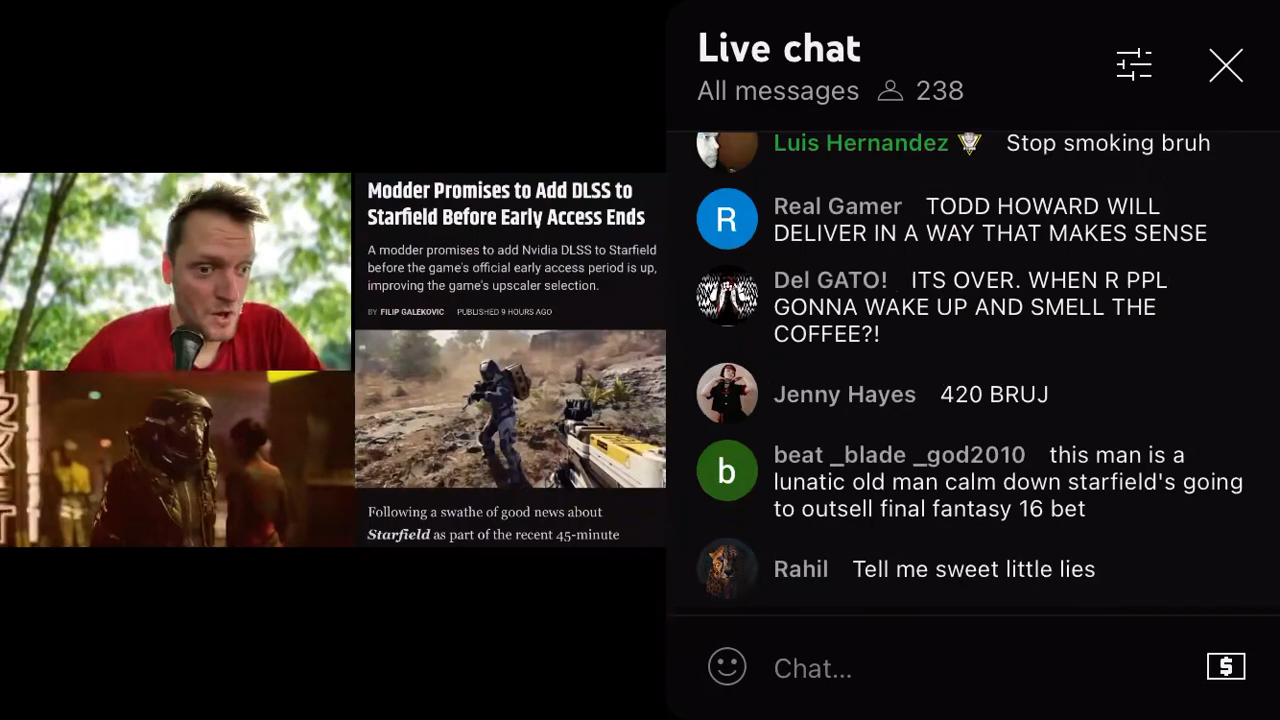 Modder Promises to Add DLSS to
Starfield Before Early Access Ends
A modder promises to add Nvidia DLSS to Starfield
before the game's official early access period is up,
improving the game's upscaler selection.
BY FILIP GALEKOVIC PUBLISHED 9 HOURS AGO
Following a swathe of good news about
Starfield as part of the recent 45-minute
Live chat
All messages 238
Luis Hernandez Stop smoking bruh
R
Real Gamer TODD HOWARD WILL
DELIVER IN A WAY THAT MAKES SENSE
Del GATO! ITS OVER. WHEN R PPL
GONNA WAKE UP AND SMELL THE
COFFEE?!
Jenny Hayes 420 BRUJ
b
beat _blade _god2010 this man is a
lunatic old man calm down starfield's going
to outsell final fantasy 16 bet
Rahil Tell me sweet little lies
Chat...
$